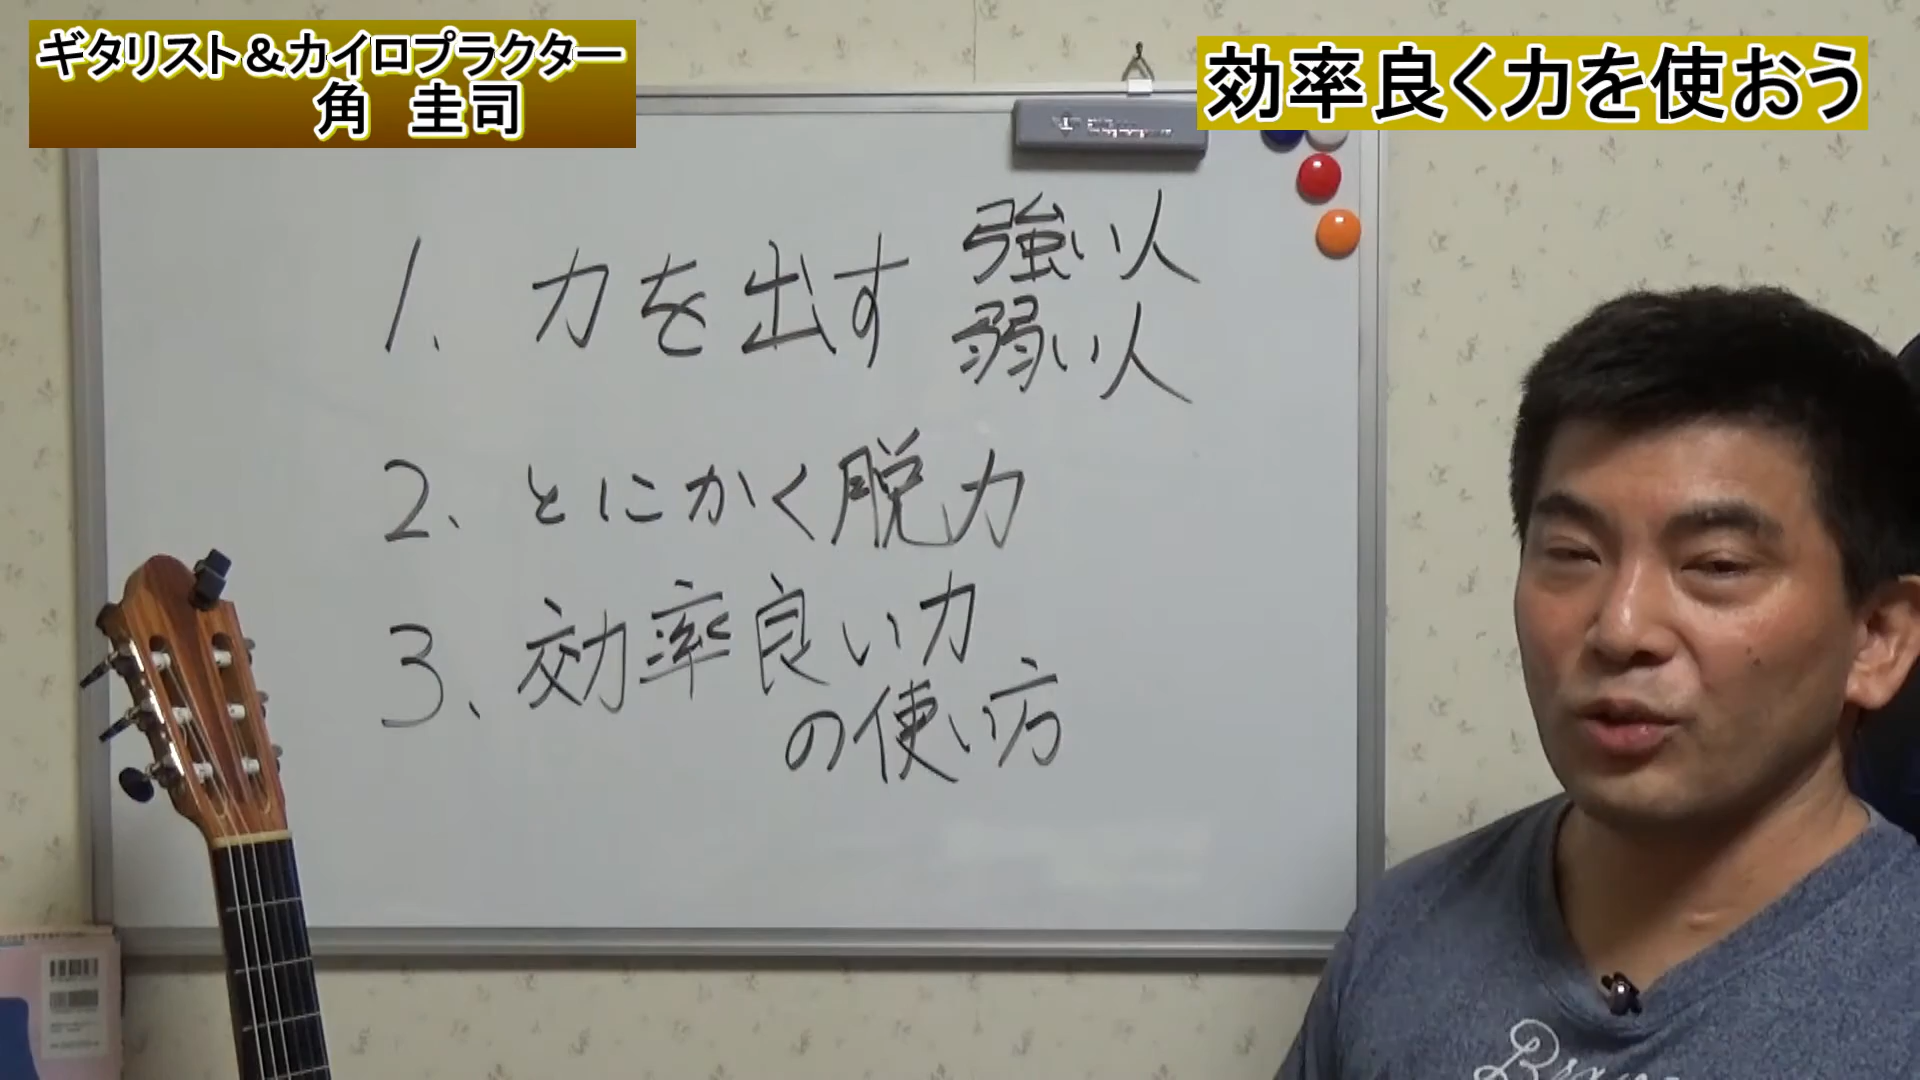 ギタリスト＆カイロプラクター
角　圭司
効率良く力を使おう
1. 力を出す 強い人
弱い人
2. とにかく脱力
3. 効率良い力
の使い方